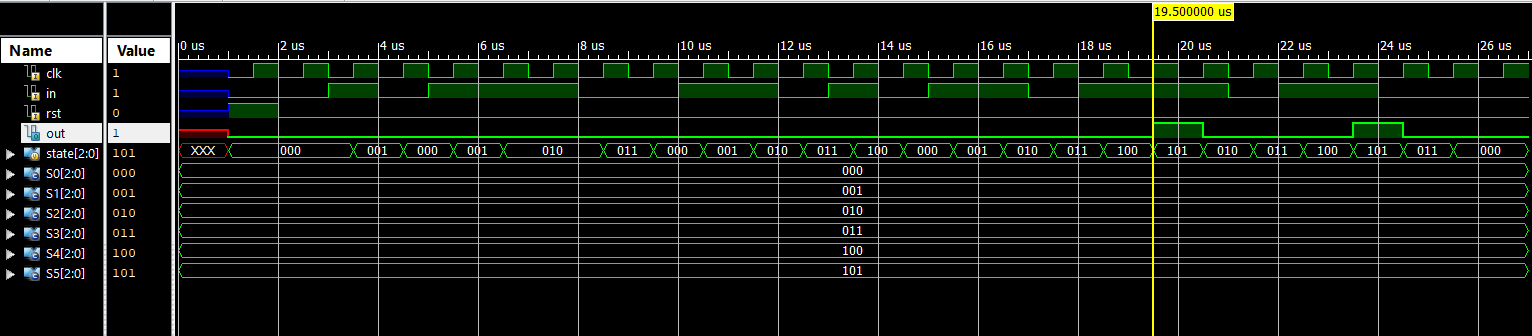 19.500000 us
Name Value 0 us 2 us 4 us 6 us 8 us 10 us 12 us 14 us 16 us 18 us 20 us 22 us 24 us 26 us
clk 1
in 1
rst 0
out 1
state[2:0] 101 XXX 000 001 000 001 010 011 000 001 010 011 100 000 001 010 011 100 101 010 011 100 101 011 000
S0[2:0] 000 000
S1[2:0] 001 001
S2[2:0] 010 010
S3[2:0] 011 011
S4[2:0] 100 100
S5[2:0] 101 101